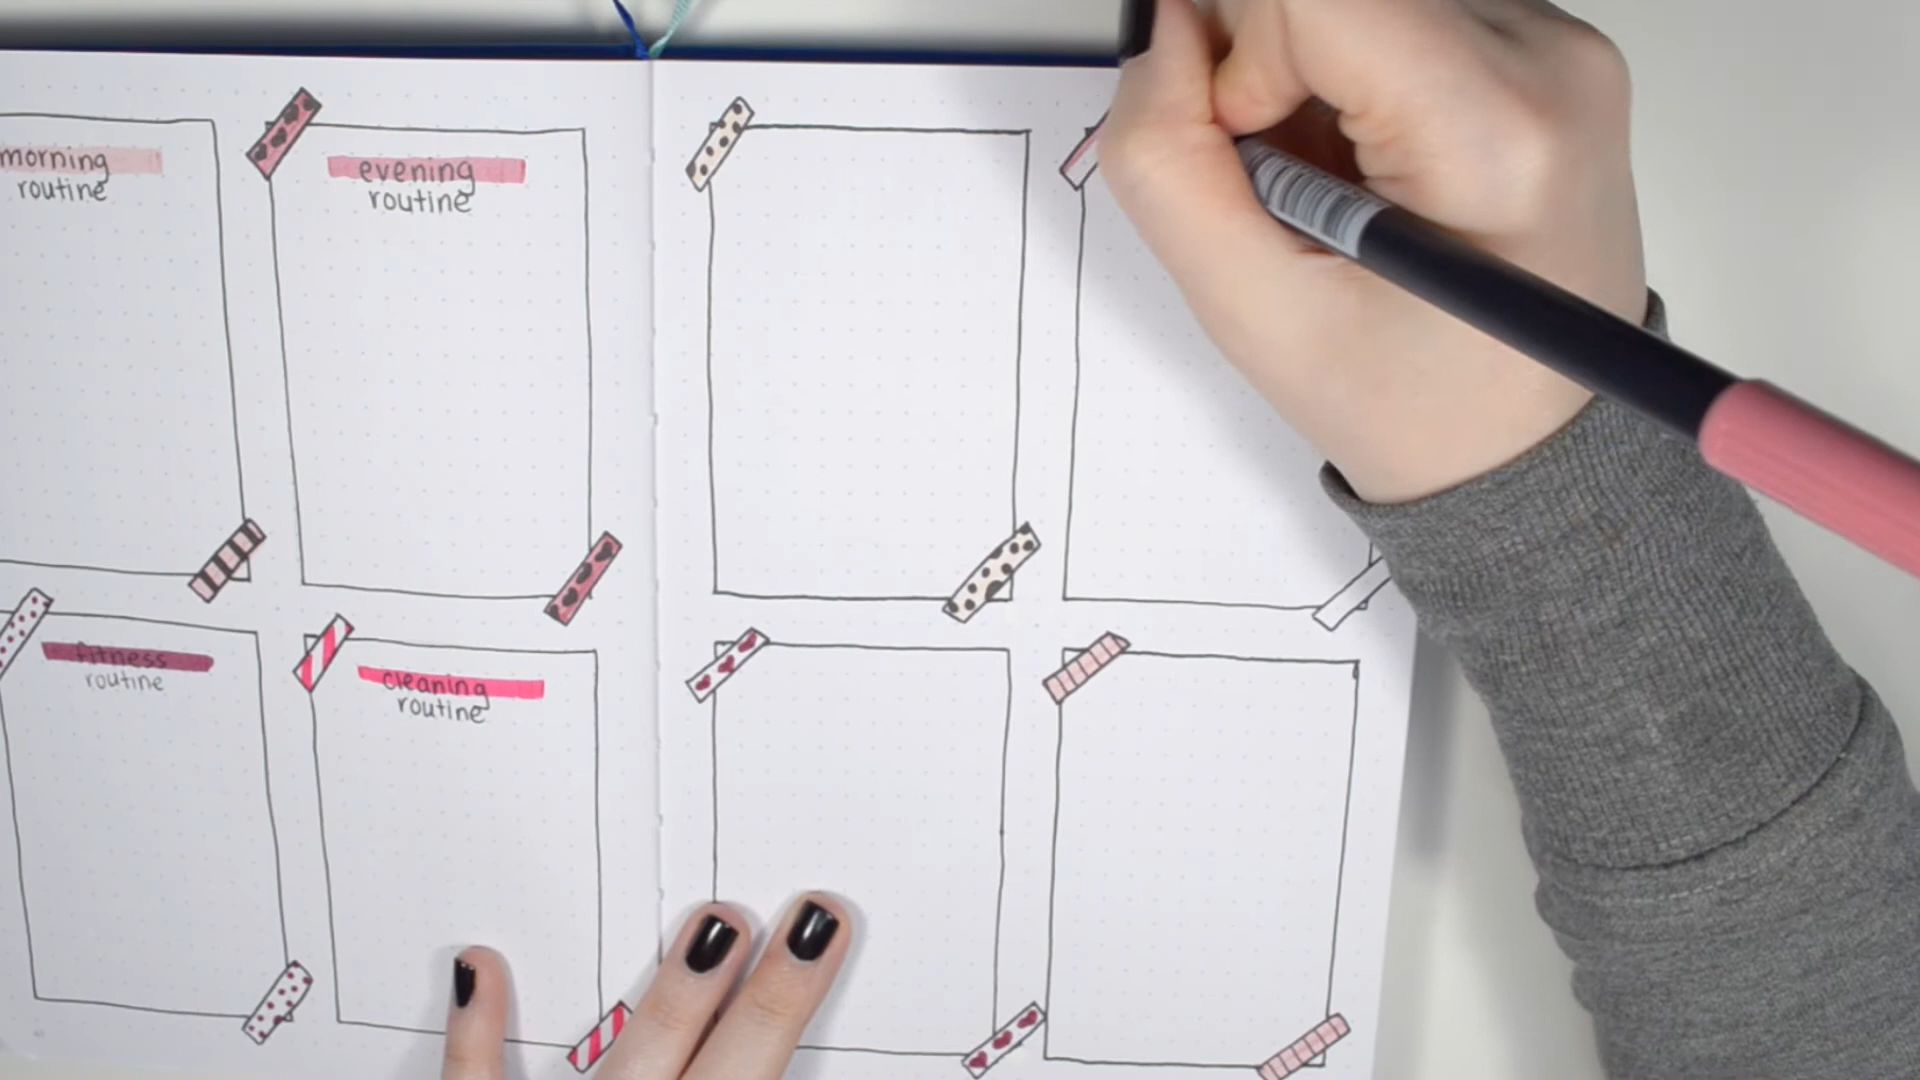 morning
routine
evening
routine
fitness
routine
cleaning
routine